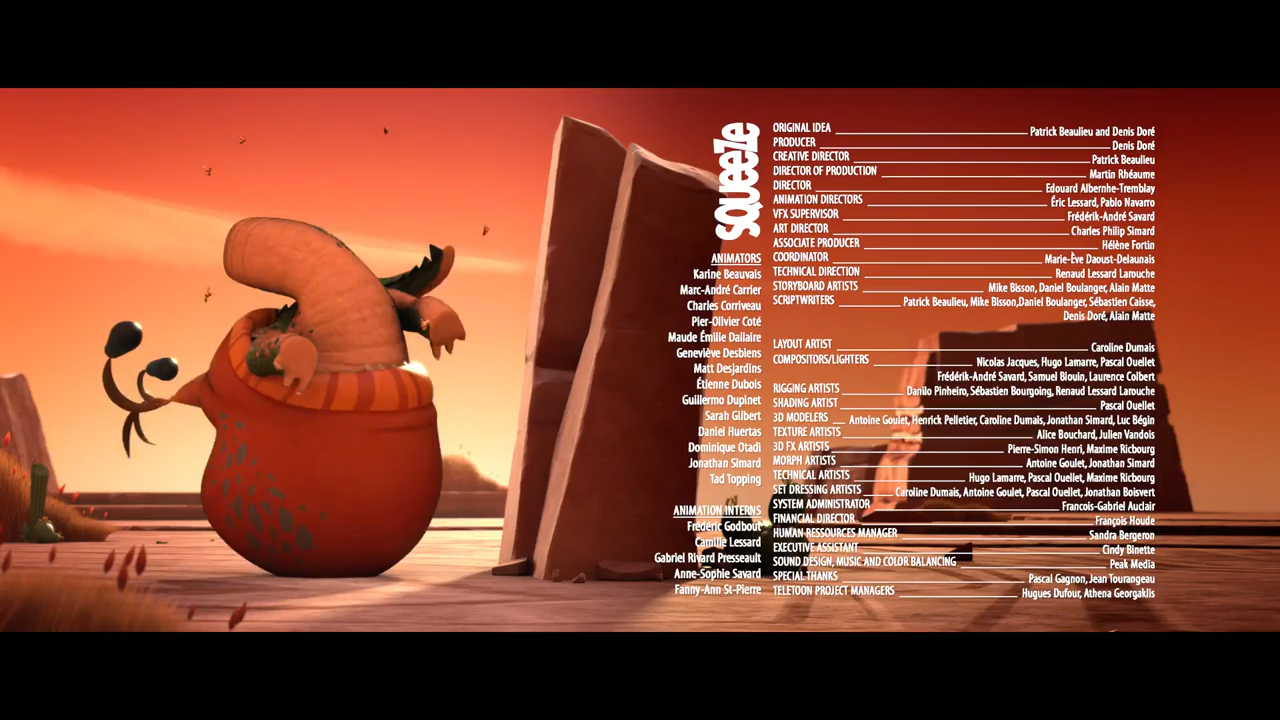 squeeze
ANIMATORS
Karine Beauvais
Marc-André Carrier
Charles Corriveau
Pier-Olivier Coté
Maude Émilie Dallaire
Geneviève Desbiens
Matt Desjardins
Étienne Dubois
Guillermo Dupinet
Sarah Gilbert
Daniel Huertas
Dominique Otadi
Jonathan Simard
Tad Topping
ANIMATION INTERNS
Fréderic Godbout
Camille Lessard
Gabriel Rivard Presseault
Anne-Sophie Savard
Fanny-Ann St-Pierre
ORIGINAL IDEA Patrick Beaulieu and Denis Doré
PRODUCER Denis Doré
CREATIVE DIRECTOR Patrick Beaulieu
DIRECTOR OF PRODUCTION Martin Rhéaume
DIRECTOR Edouard Albernhe-Tremblay
ANIMATION DIRECTORS Éric Lessard, Pablo Navarro
VFX SUPERVISOR Frédérik-André Savard
ART DIRECTOR Charles Philip Simard
ASSOCIATE PRODUCER Hélène Fortin
COORDINATOR Marie-Ève Daoust-Delaunais
TECHNICAL DIRECTION Renaud Lessard Larouche
STORYBOARD ARTISTS Mike Bisson, Daniel Boulanger, Alain Matte
SCRIPTWRITERS Patrick Beaulieu, Mike Bisson,Daniel Boulanger, Sébastien Caisse,
Denis Doré, Alain Matte
LAYOUT ARTIST Caroline Dumais
COMPOSITORS/LIGHTERS Nicolas Jacques, Hugo Lamarre, Pascal Ouellet
Frédérik-André Savard, Samuel Blouin, Laurence Colbert
RIGGING ARTISTS Danilo Pinheiro, Sébastien Bourgoing, Renaud Lessard Larouche
SHADING ARTIST Pascal Ouellet
3D MODELERS Antoine Goulet, Henrick Pelletier, Caroline Dumais, Jonathan Simard, Luc Bégin
TEXTURE ARTISTS Alice Bouchard, Julien Vandois
3D FX ARTISTS Pierre-Simon Henri, Maxime Ricbourg
MORPH ARTISTS Antoine Goulet, Jonathan Simard
TECHNICAL ARTISTS Hugo Lamarre, Pascal Ouellet, Maxime Ricbourg
SET DRESSING ARTISTS Caroline Dumais, Antoine Goulet, Pascal Ouellet, Jonathan Boisvert
SYSTEM ADMINISTRATOR Francois-Gabriel Auclair
FINANCIAL DIRECTOR François Houde
HUMAN RESSOURCES MANAGER Sandra Bergeron
EXECUTIVE ASSISTANT Cindy Binette
SOUND DESIGN, MUSIC AND COLOR BALANCING Peak Media
SPECIAL THANKS Pascal Gagnon, Jean Tourangeau
TELETOON PROJECT MANAGERS Hugues Dufour, Athena Georgaklis